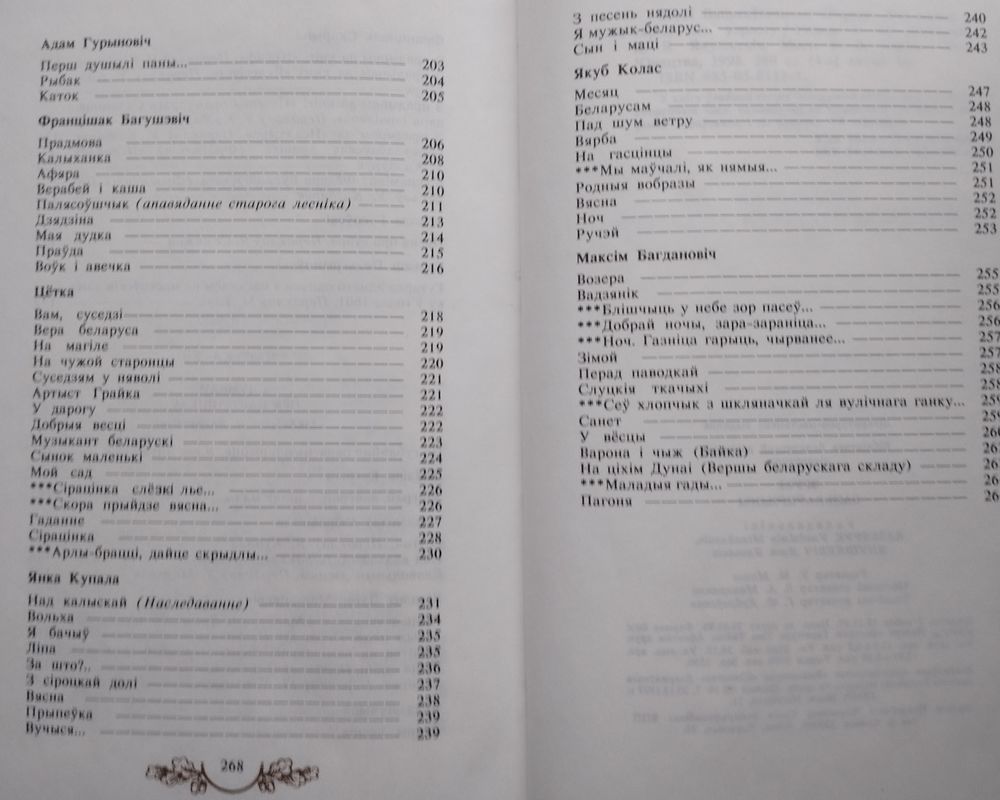 Адам Гурыновіч
Перш душылі паны... 203
Рыбак 204
Каток 205
Францішак Багушэвіч
Прадмова 206
Калыханка 208
Афяра 210
Верабей і каша 210
Палясоўшчык (апавяданне старога лесніка) 211
Дзядзіна 213
Мая дудка 214
Праўда 215
Воўк і авечка 216
Цётка
Вам, суседзі 218
Вера беларуса 219
На магіле 219
На чужой старонцы 220
Суседзям у няволі 221
Артыст Грайка 221
У дарогу 222
Добрыя весці 222
Музыкант беларускі 223
Сынок маленькі 224
Мой сад 225
***Сірацінка слёзкі лье... 226
***Скора прыйдзе вясна... 226
Гаданне 227
Сірацінка 228
***Арлы-брацці, дайце скрыдлы... 230
Янка Купала
Над калыскай (Наследаванне) 231
Вольха 234
Я бачыў 235
Ліпа 235
За што?.. 236
З сіроцкай долі 237
Вясна 238
Прыпеўка 239
Вучыся... 239
268
З песень нядолі 240
Я мужык-беларус... 242
Сын і маці 243
Якуб Колас
Месяц 247
Беларусам 248
Пад шум ветру 248
Вярба 249
На гасцінцы 250
***Мы маўчалі, як нямыя... 251
Родныя вобразы 251
Вясна 252
Ноч 252
Ручэй 253
Максім Багдановіч
Возера 255
Вадзянік 255
***Блішчыць у небе зор пасеў... 256
***Добрай ночы, зара-зараніца... 256
***Ноч. Газніца гарыць, чырванее... 257
Зімой 257
Перад паводкай 258
Слуцкія ткачыхі 258
***Сеў хлопчык з шкляначкай ля вулічнага ганку... 259
Санет 259
У вёсцы 260
Варона і чыж (Байка) 26
На ціхім Дунаі (Вершы беларускага складу) 26
***Маладыя гады... 26
Пагоня 26